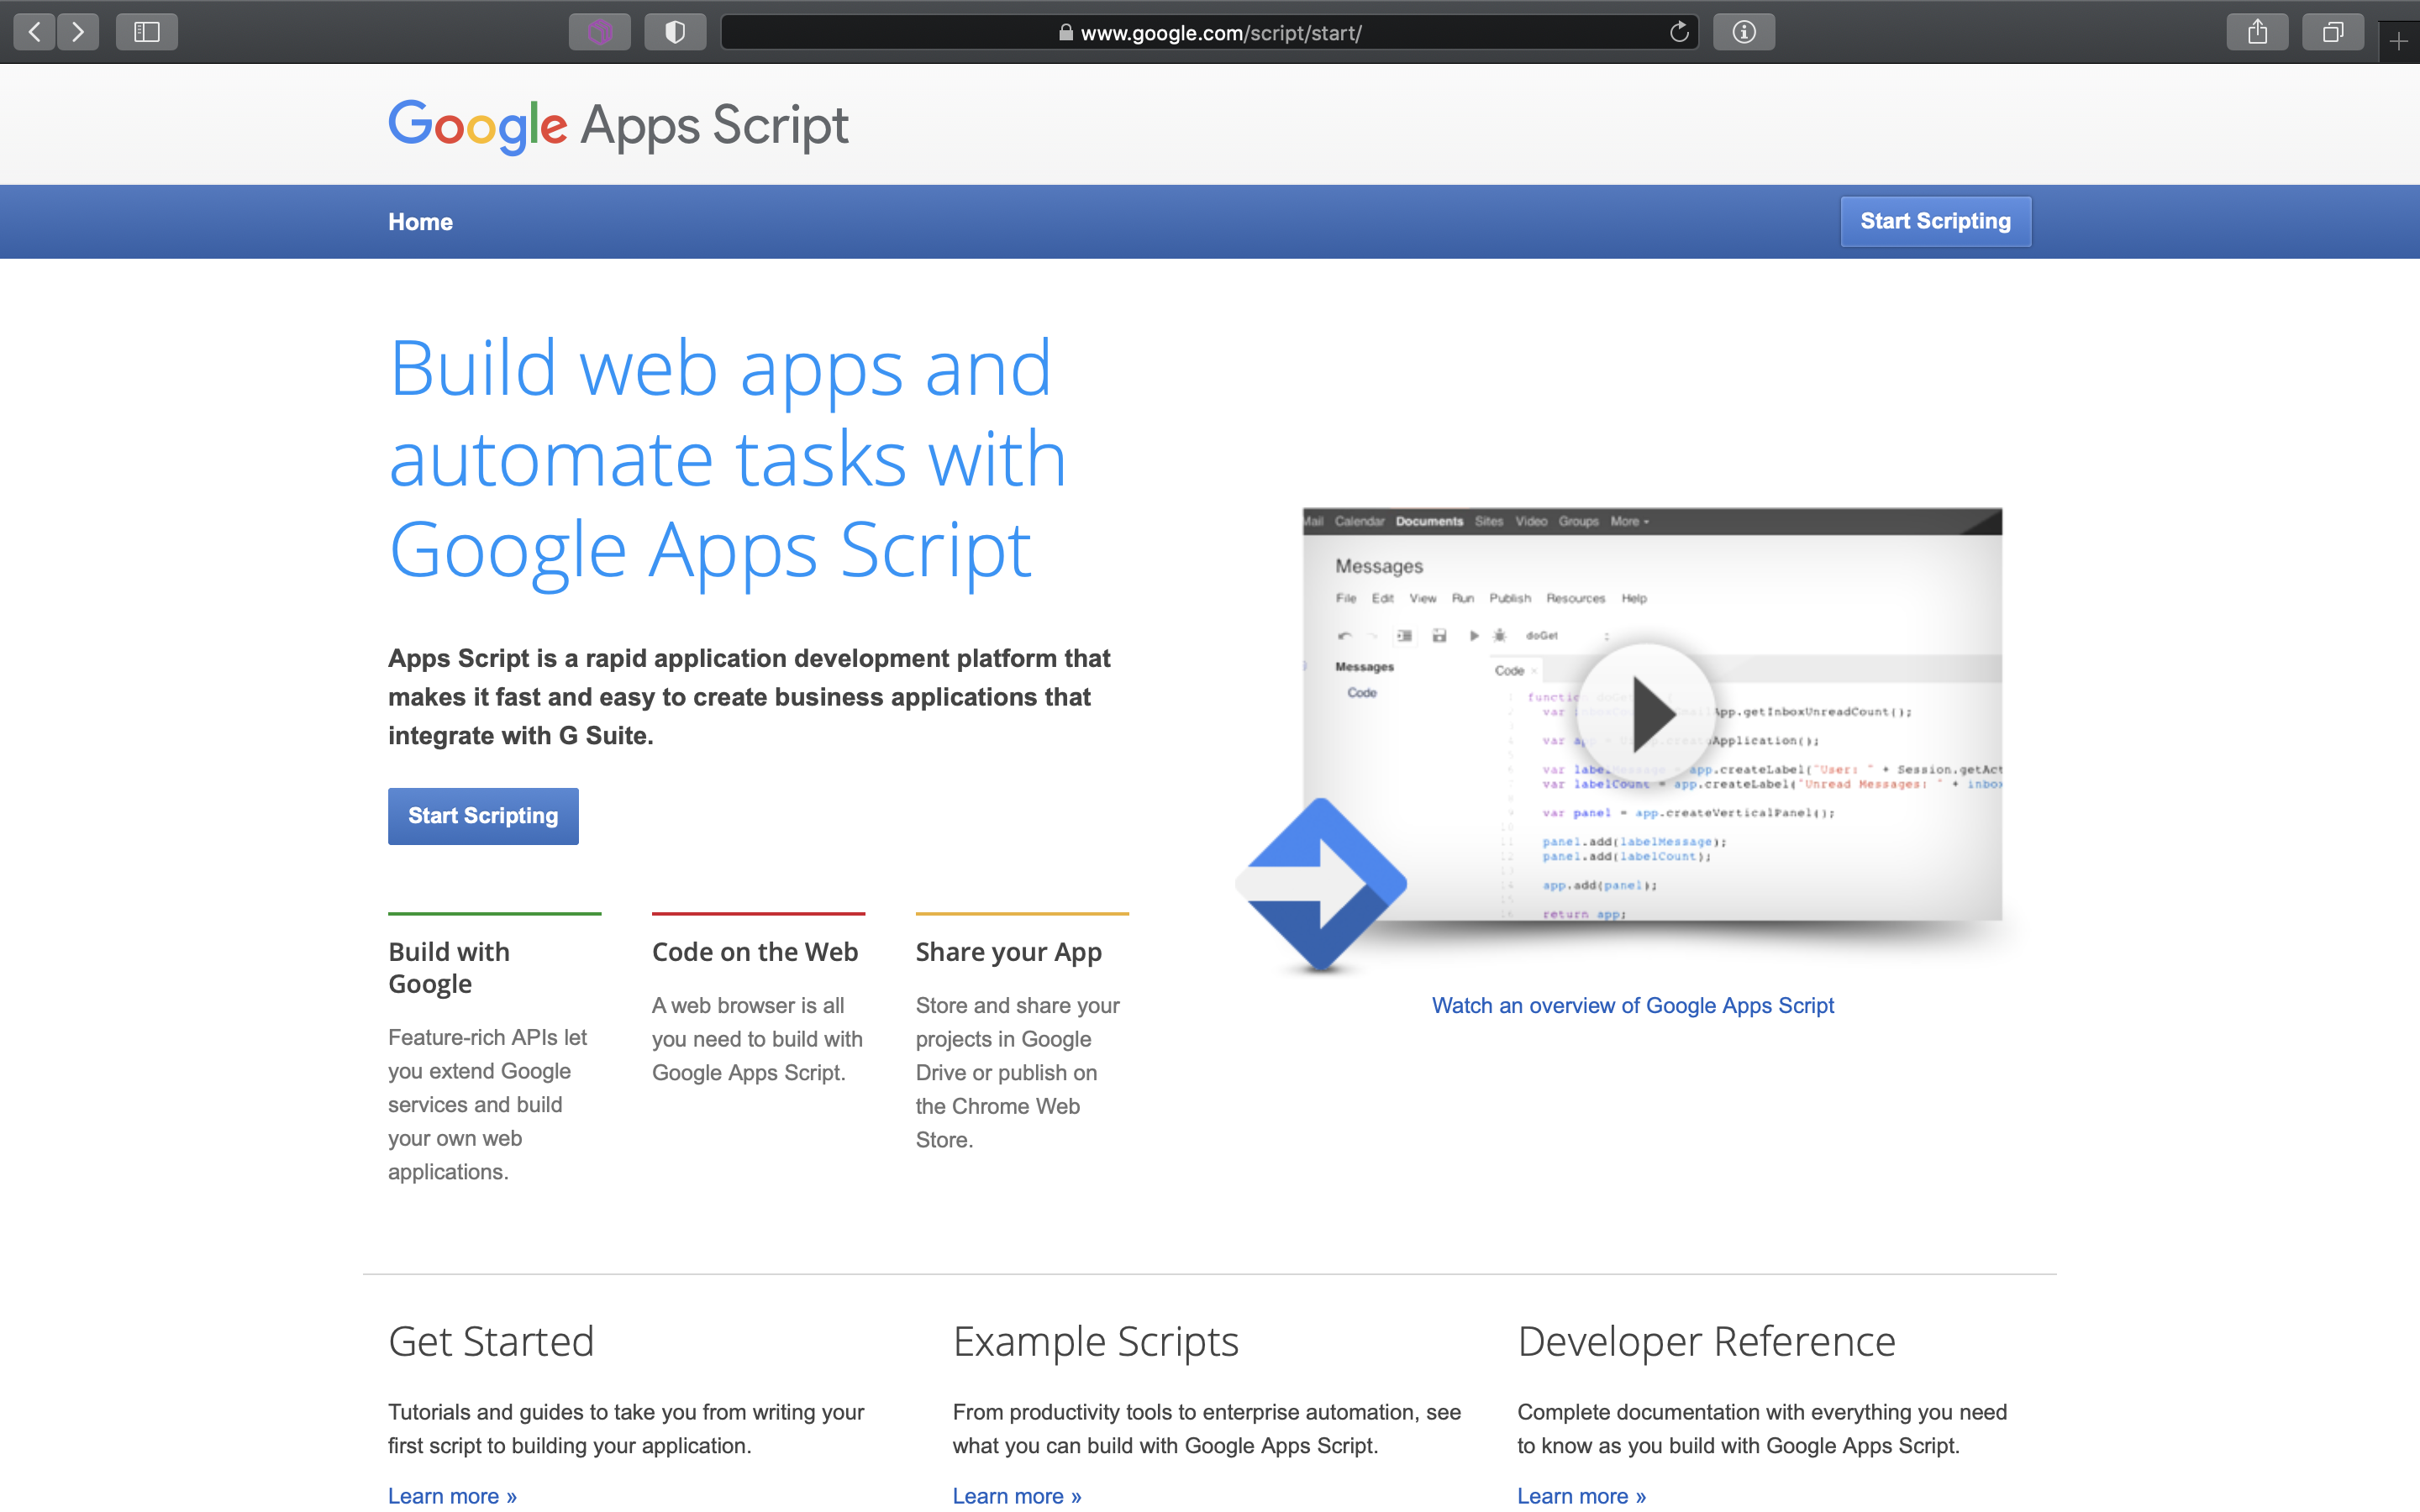 www.google.com/script/start/
Google Apps Script
Home
Start Scripting
Build web apps and
automate tasks with
Google Apps Script
Apps Script is a rapid application development platform that
makes it fast and easy to create business applications that
integrate with G Suite.
Start Scripting
Build with
Google
Feature-rich APIs let
you extend Google
services and build
your own web
applications.
Code on the Web
A web browser is all
you need to build with
Google Apps Script.
Share your App
Store and share your
projects in Google
Drive or publish on
the Chrome Web
Store.
Mail Calendar Documents Sites Video Groups More
Messages
File Edit View Run Publish Resources Help
doGet
Messages
Code
Code
App.getInboxUnreadCount();
var
var
var app.createLabel("User: " + Session.getAct
var labelCount = app.createLabel("Unread Messages: " + inbox
var panel = app.createVerticalPanel();
panel.add(labelMessage);
panel.add(labelCount);
app.add(panel);
return app;
Watch an overview of Google Apps Script
Get Started
Tutorials and guides to take you from writing your
first script to building your application.
Learn more »
Example Scripts
From productivity tools to enterprise automation, see
what you can build with Google Apps Script.
Learn more »
Developer Reference
Complete documentation with everything you need
to know as you build with Google Apps Script.
Learn more »